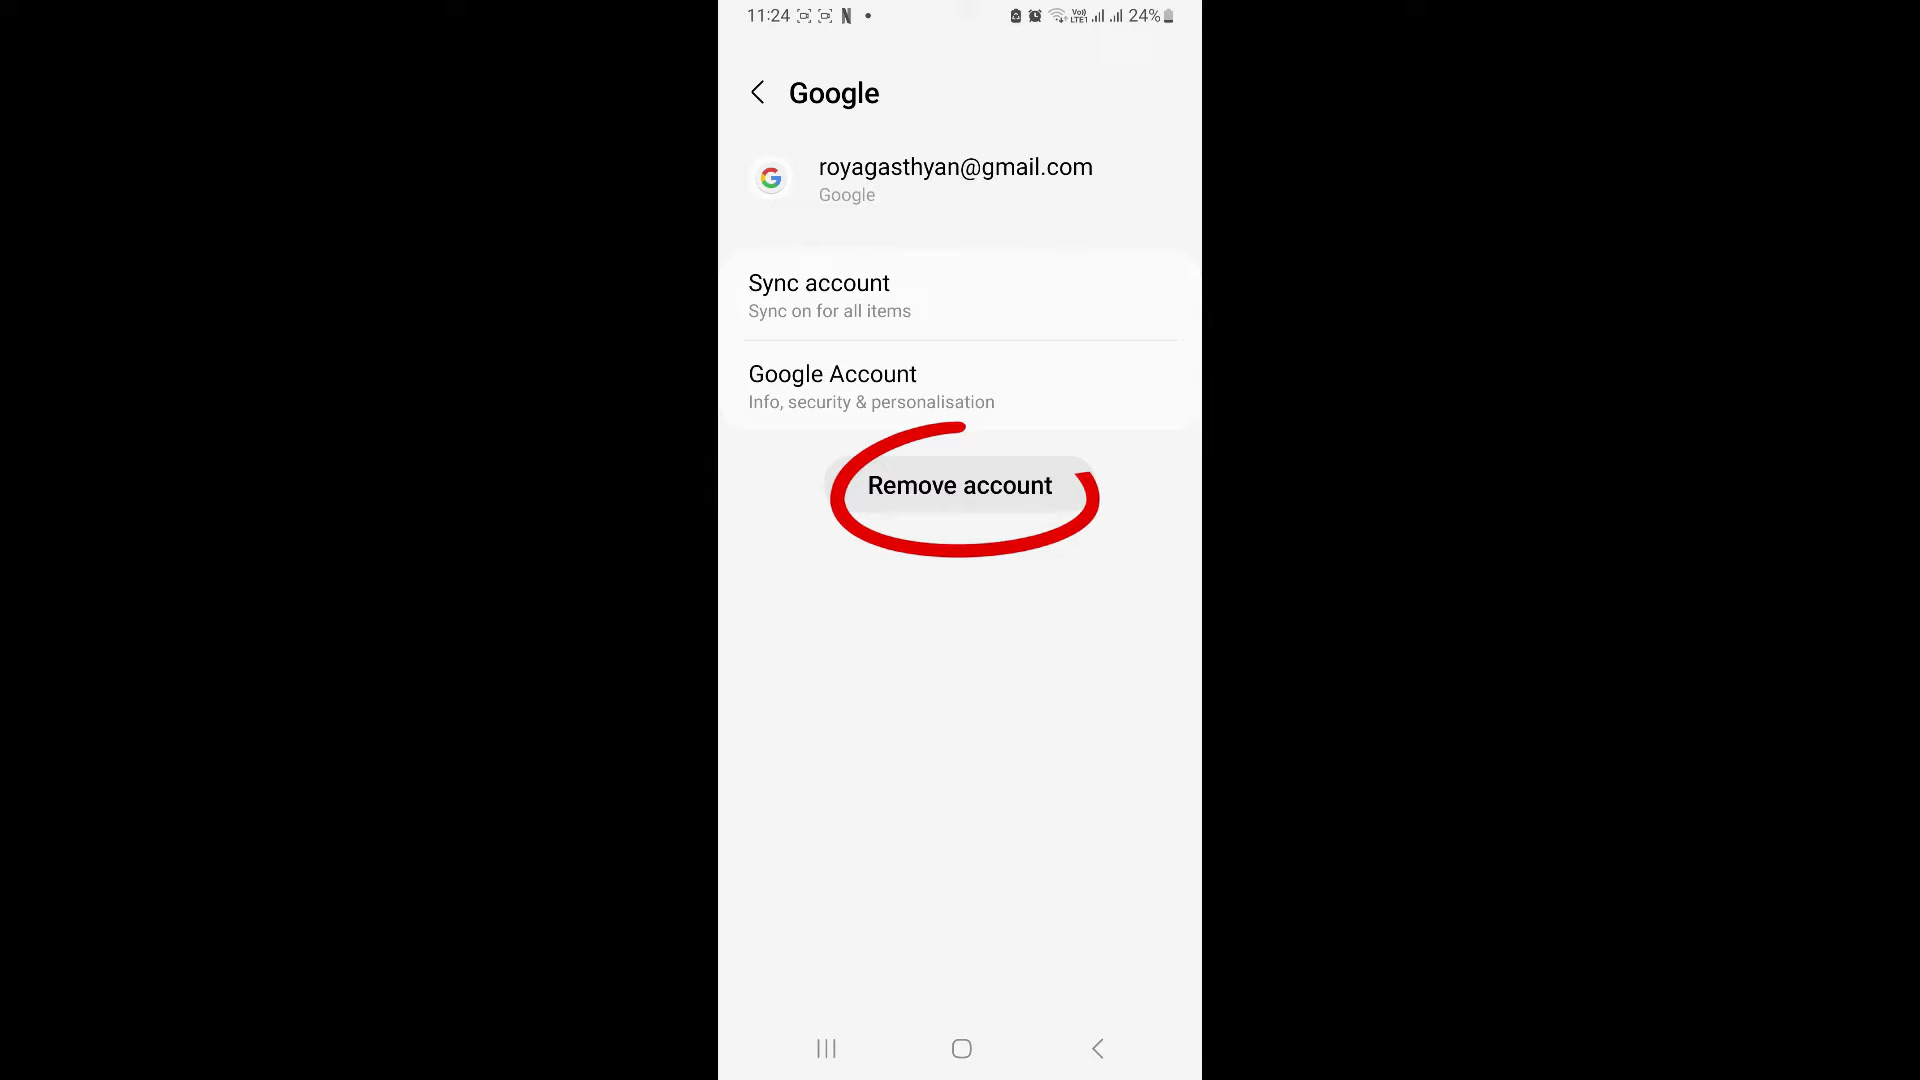 11:24 N 24%
Google
royagasthyan@gmail.com
Google
Sync account
Sync on for all items
Google Account
Info, security & personalisation
Remove account